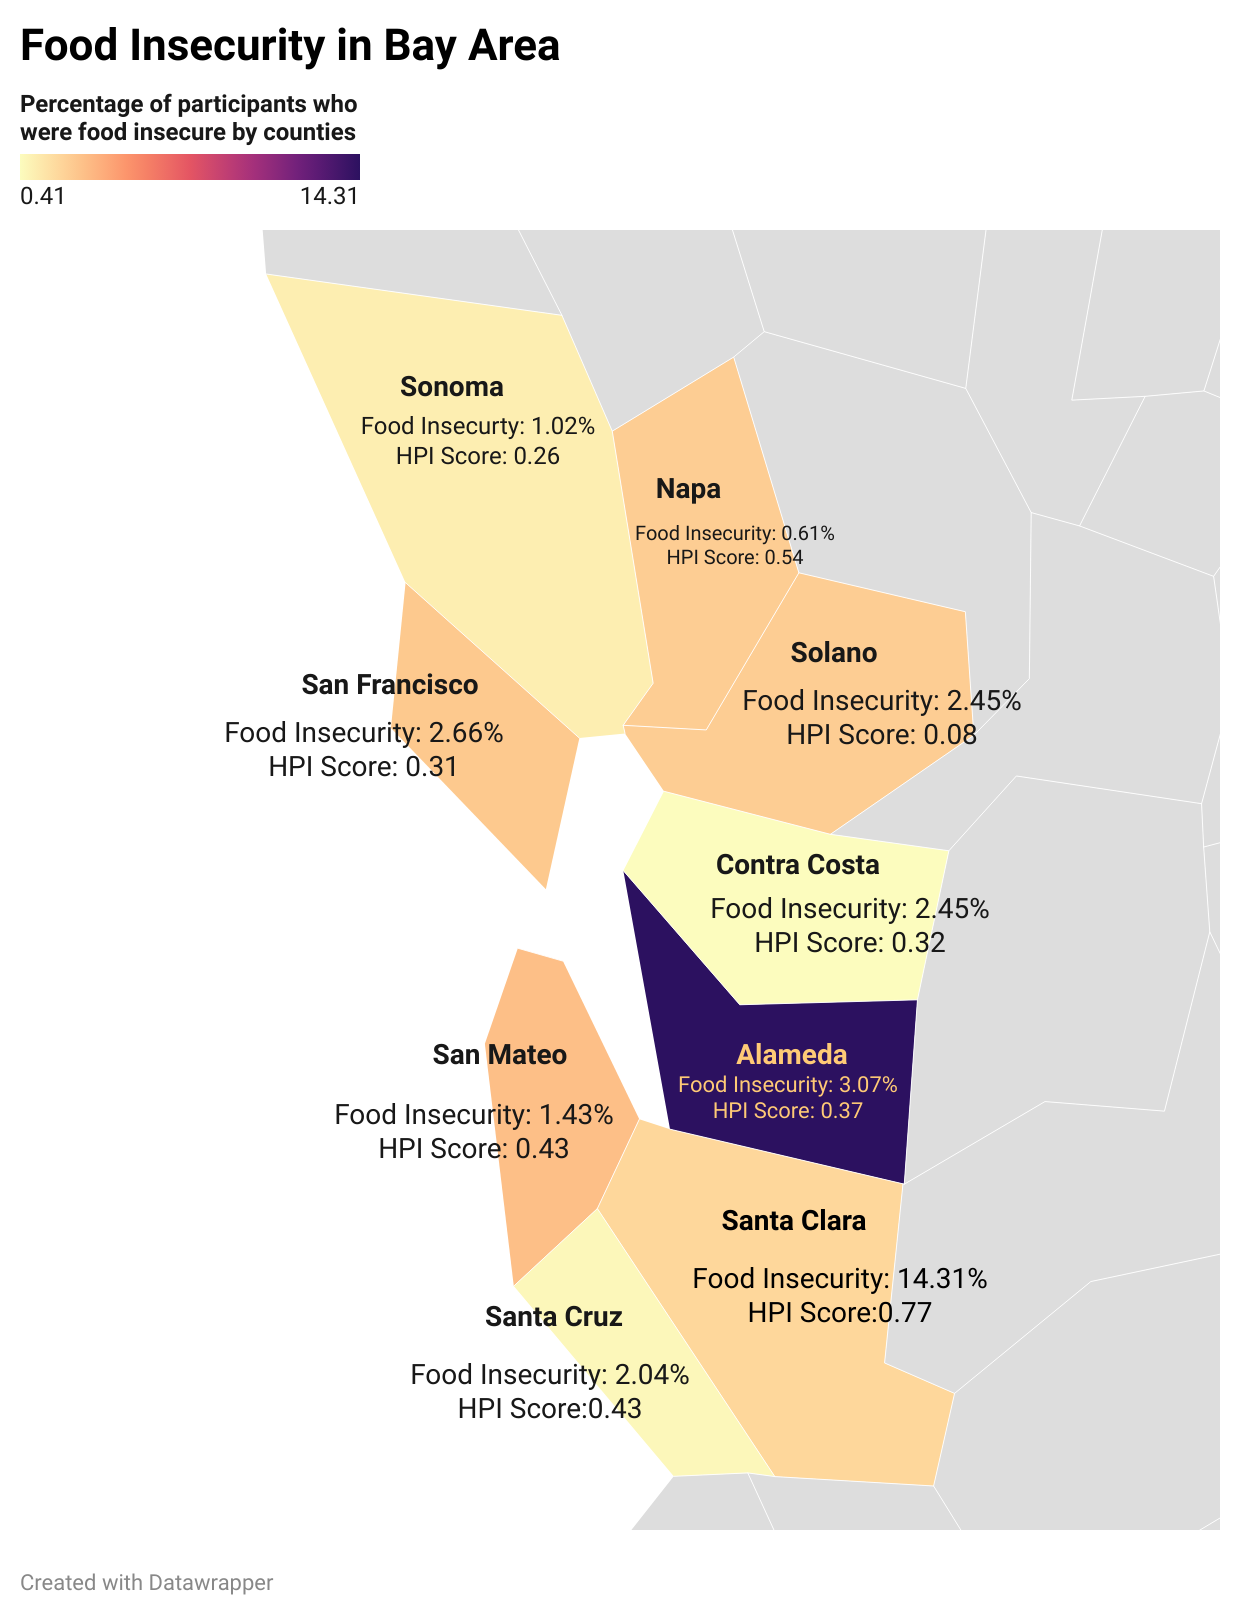 Food Insecurity in Bay Area
Percentage of participants who
were food insecure by counties
0.41 14.31
Sonoma
Food Insecurty: 1.02%
HPI Score: 0.26
Napa
Food Insecurity: 0.61%
HPI Score: 0.54
Solano
Food Insecurity: 2.45%
HPI Score: 0.08
San Francisco
Food Insecurity: 2.66%
HPI Score: 0.31
Contra Costa
Food Insecurity: 2.45%
HPI Score: 0.32
San Mateo
Food Insecurity: 1.43%
HPI Score: 0.43
Alameda
Food Insecurity: 3.07%
HPI Score: 0.37
Santa Clara
Food Insecurity: 14.31%
HPI Score:0.77
Santa Cruz
Food Insecurity: 2.04%
HPI Score:0.43
Created with Datawrapper